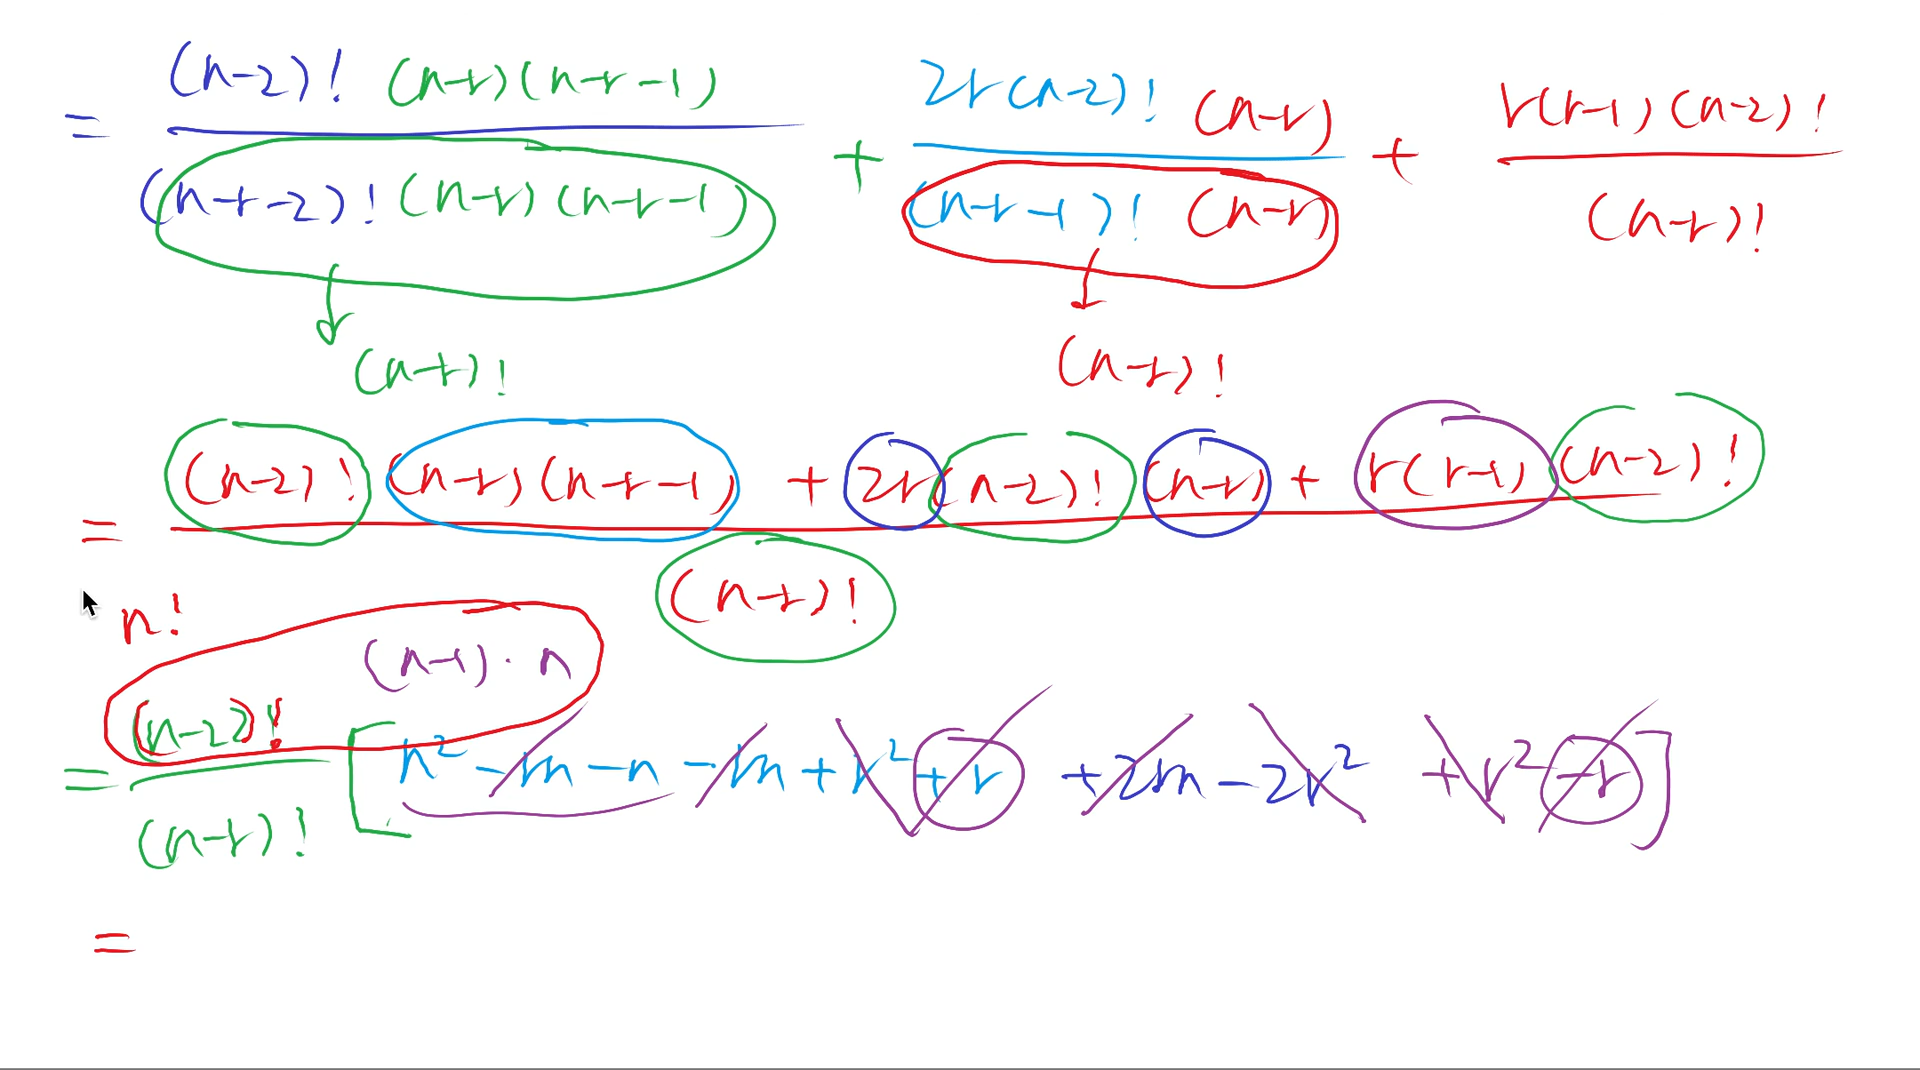 = (n-2)! (n-r)(n-r-1) / (n-r-2)! (n-r)(n-r-1) + 2r(n-2)! (n-r) / (n-r-1)! (n-r) + r(r-1)(n-2)! / (n-r)!
(n-r)! (n-r)!
= (n-2)! (n-r)(n-r-1) + 2r(n-2)! (n-r) + r(r-1)(n-2)! / (n-r)!
n!
(n-1)·n
= (n-2)! / (n-r)! [n² - rn - n - rn + r² + r + 2rn - 2r² + r² - r]
=